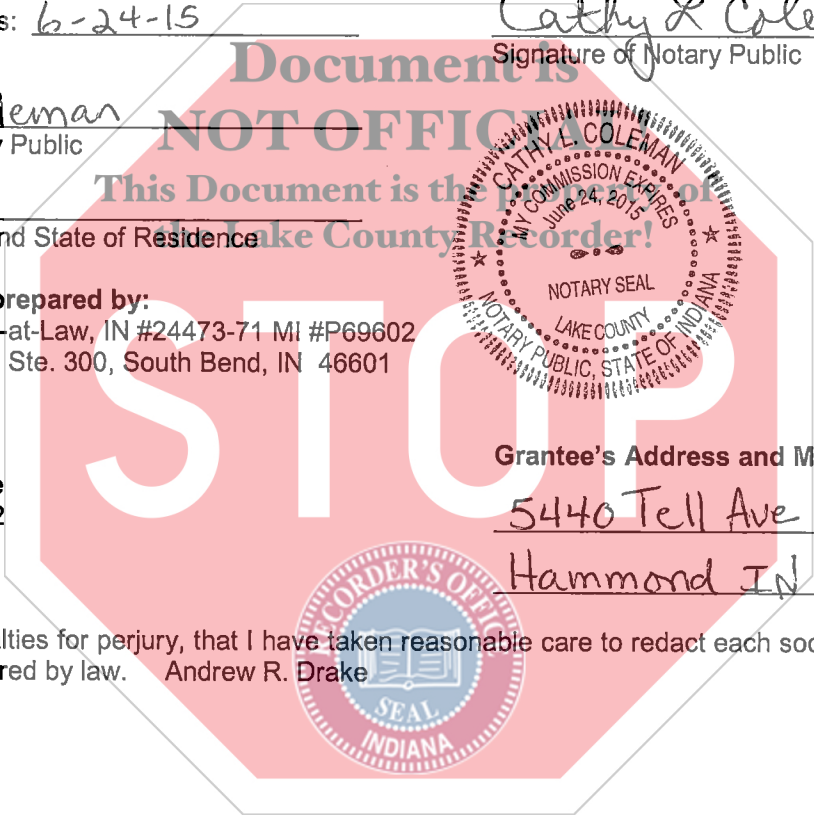 s: 6-24-15
Cathy L Cole
Signature of Notary Public
Document is
NOT OFFICIAL
This Document is the property of
the Lake County Recorder!
STOP
eman
Public
nd State of Residence
CATHY L. COLEMAN
MY COMMISSION EXPIRES
June 24, 2015
NOTARY SEAL
LAKE COUNTY
NOTARY PUBLIC, STATE OF INDIANA
prepared by:
-at-Law, IN #24473-71 MI #P69602
Ste. 300, South Bend, IN 46601
Grantee's Address and M
5440 Tell Ave
Hammond IN
e
2
RECORDER'S OFFICE
SEAL
INDIANA
lties for perjury, that I have taken reasonable care to redact each soc
red by law. Andrew R. Drake